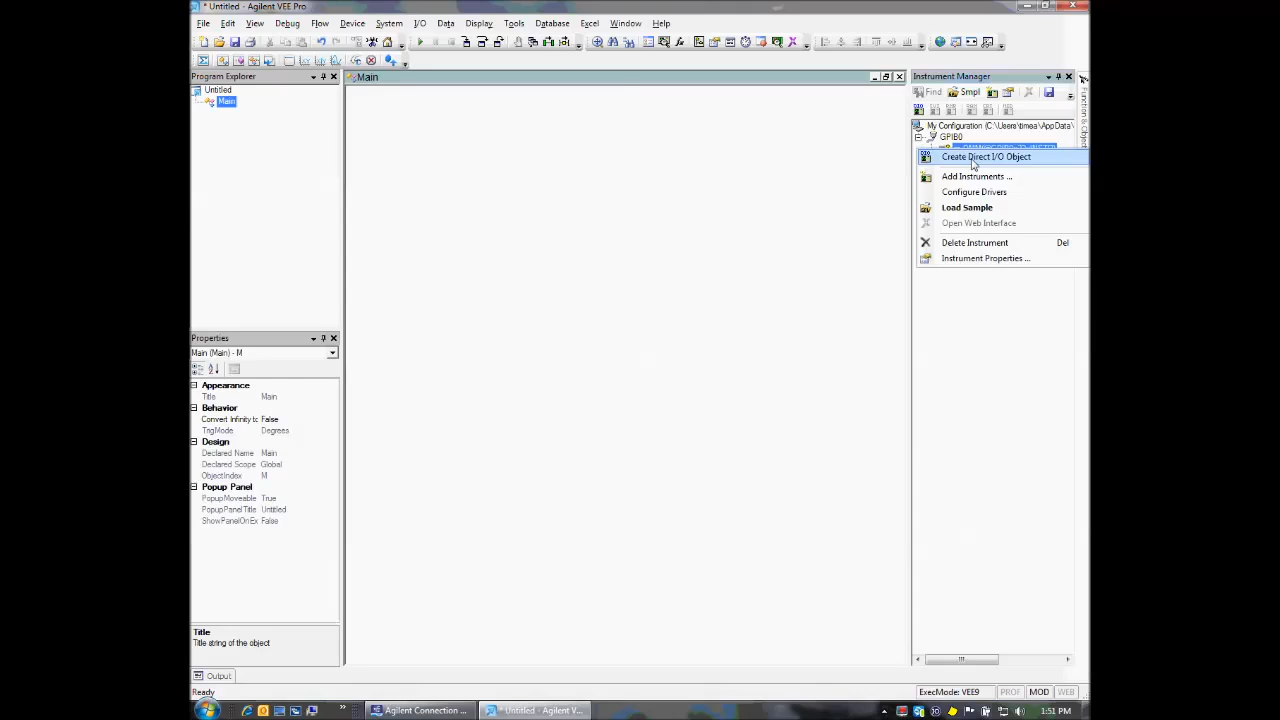 * Untitled - Agilent VEE Pro
File Edit View Debug Flow Device System I/O Data Display Tools Database Excel Window Help
Program Explorer
Main
Instrument Manager
Untitled
Main
Find Smpl
My Configuration (C:\Users\timea\AppData\
GPIB0
Create Direct I/O Object
Add Instruments ...
Configure Drivers
Load Sample
Open Web Interface
Delete Instrument Del
Instrument Properties ...
Function & Object
Properties
Main (Main) - M
Appearance
Title Main
Behavior
Convert Infinity to False
TrigMode Degrees
Design
Declared Name Main
Declared Scope Global
ObjectIndex M
Popup Panel
PopupMoveable True
PopupPanelTitle Untitled
ShowPanelOnEx False
Title
Title string of the object
Output
Ready
ExecMode: VEE9 PROF MOD WEB
Agilent Connection ...
* Untitled - Agilent V...
1:51 PM